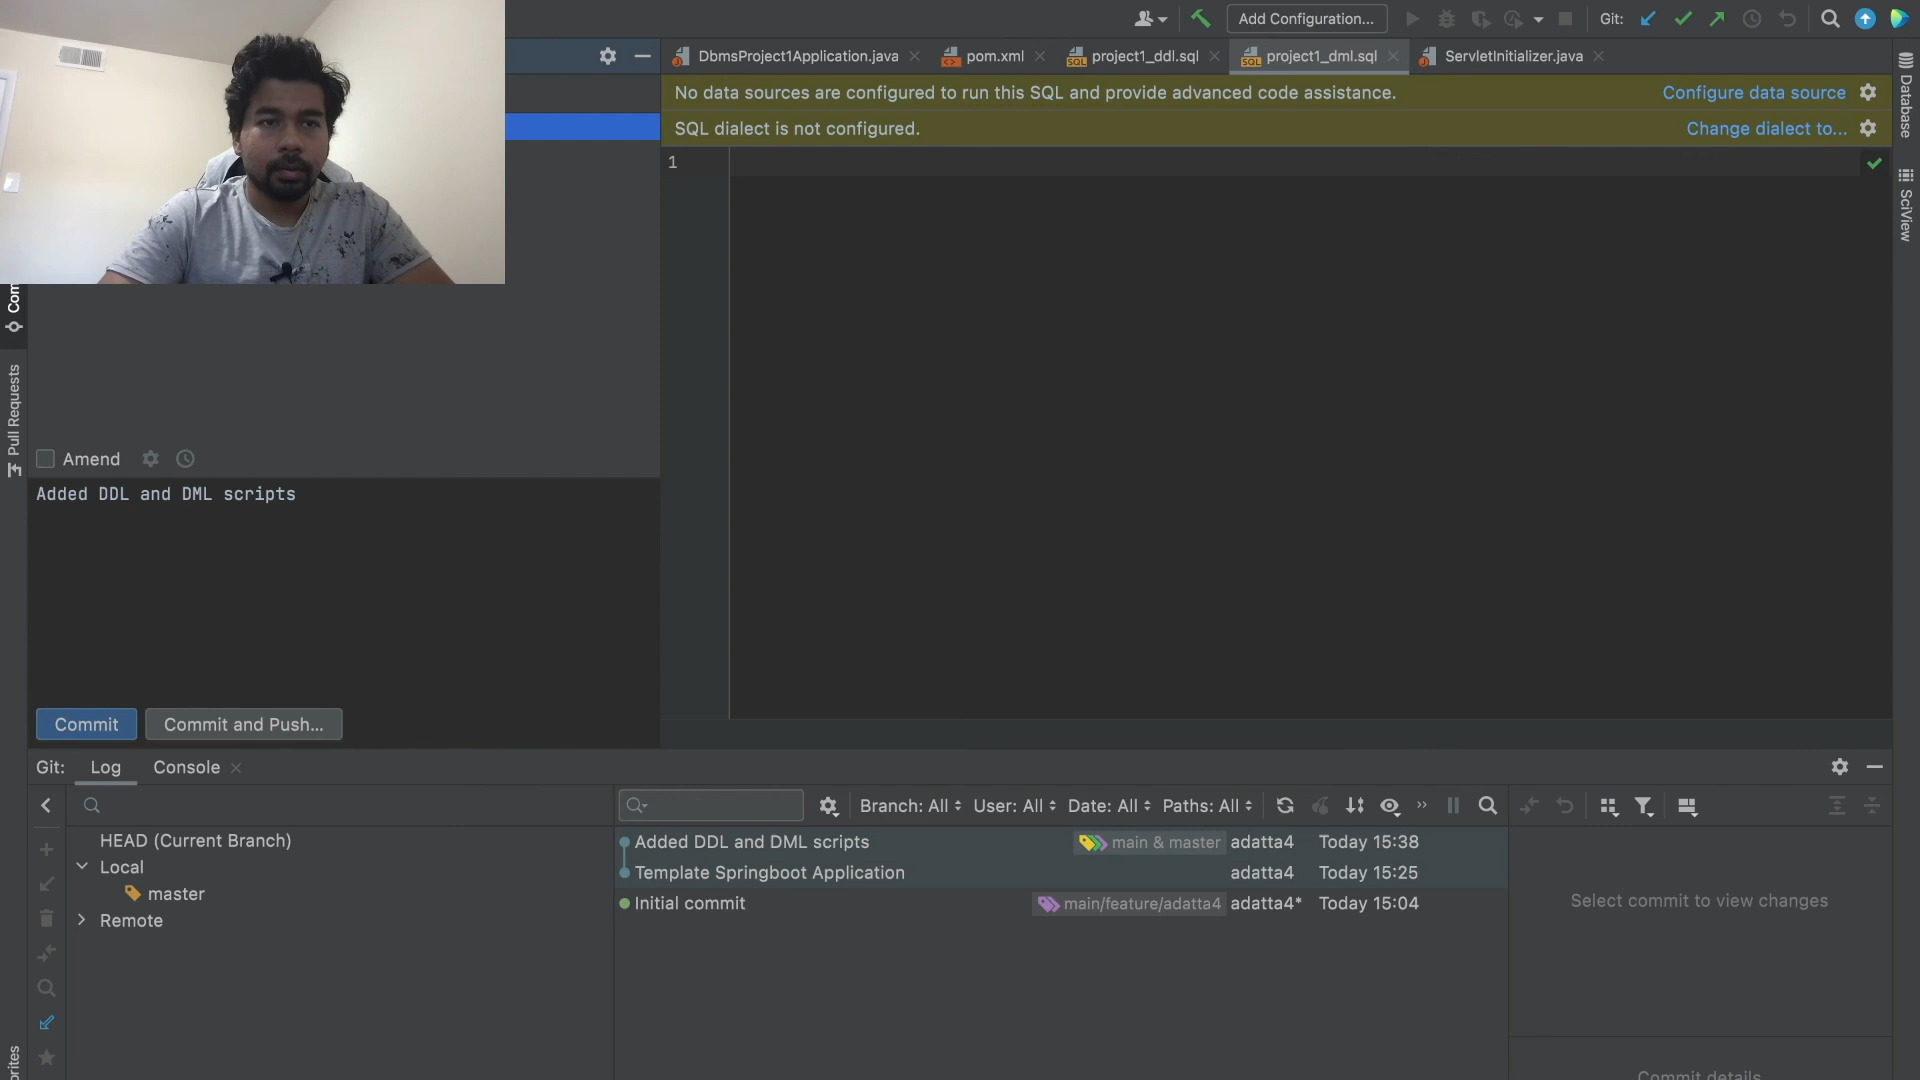 Add Configuration...
Git:
DbmsProject1Application.java
pom.xml
project1_ddl.sql
project1_dml.sql
ServletInitializer.java
No data sources are configured to run this SQL and provide advanced code assistance.
Configure data source
SQL dialect is not configured.
Change dialect to...
1
Database
SciView
Com
Pull Requests
Amend
Added DDL and DML scripts
Commit
Commit and Push...
Git:
Log
Console
Branch: All
User: All
Date: All
Paths: All
HEAD (Current Branch)
Local
master
Remote
Added DDL and DML scripts
main & master
adatta4
Today 15:38
Template Springboot Application
adatta4
Today 15:25
Initial commit
main/feature/adatta4
adatta4*
Today 15:04
Select commit to view changes
Commit details
orites